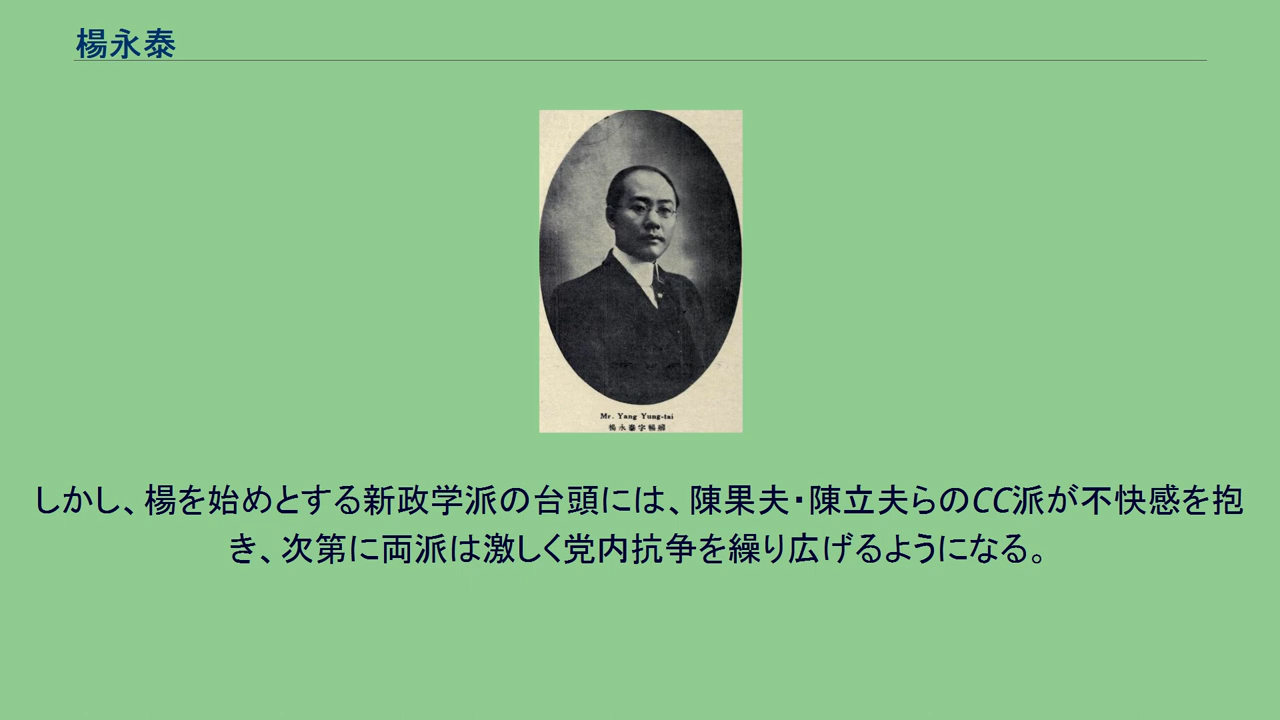 楊永泰
Mr. Yang Yung-tai
楊永泰字暢卿
しかし、楊を始めとする新政学派の台頭には、陳果夫・陳立夫らのCC派が不快感を抱
き、次第に両派は激しく党内抗争を繰り広げるようになる。